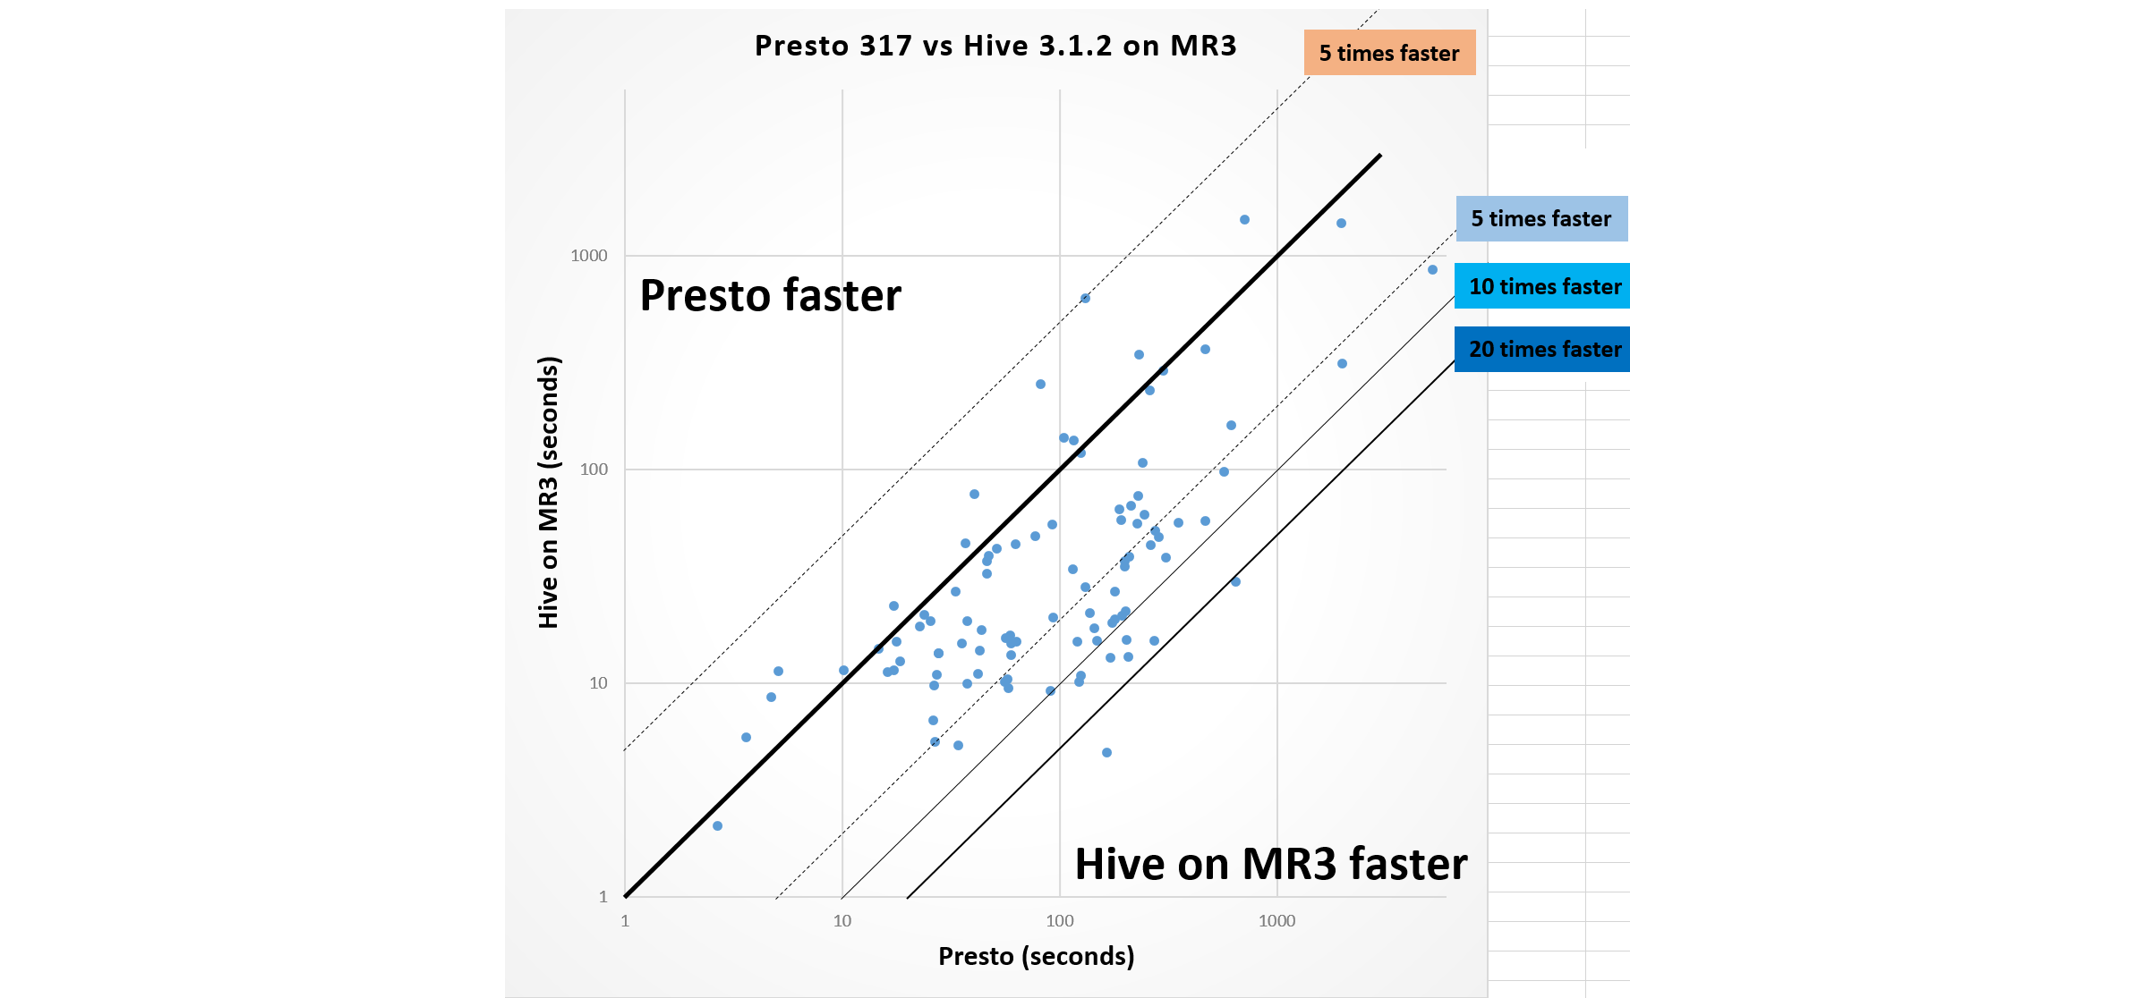 Presto 317 vs Hive 3.1.2 on MR3
5 times faster
5 times faster
1000
Presto faster
10 times faster
20 times faster
Hive on MR3 (seconds)
100
10
Hive on MR3 faster
1
1
10
100
1000
Presto (seconds)